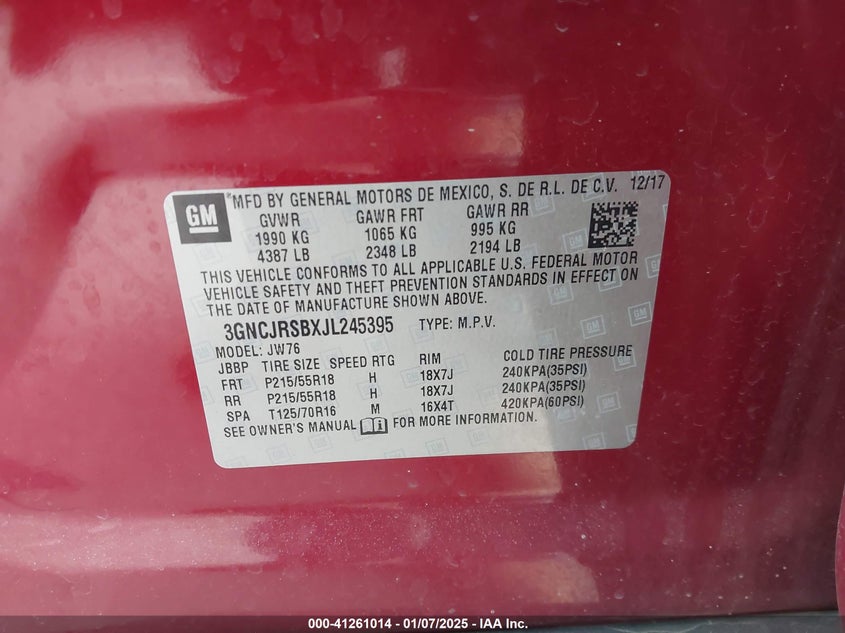 GM
*MFD BY GENERAL MOTORS DE MEXICO, S. DE R.L. DE C.V. 12/17
GVWR GAWR FRT GAWR RR
1990 KG 1065 KG 995 KG
4387 LB 2348 LB 2194 LB
THIS VEHICLE CONFORMS TO ALL APPLICABLE U.S. FEDERAL MOTOR
VEHICLE SAFETY AND THEFT PREVENTION STANDARDS IN EFFECT ON
THE DATE OF MANUFACTURE SHOWN ABOVE.
3GNCJRSBXJL245395 TYPE: M.P.V.
MODEL: JW76
JBBP TIRE SIZE SPEED RTG RIM COLD TIRE PRESSURE
FRT P215/55R18 H 18X7J 240KPA(35PSI)
RR P215/55R18 H 18X7J 240KPA(35PSI)
SPA T125/70R16 M 16X4T 420KPA(60PSI)
SEE OWNER'S MANUAL FOR MORE INFORMATION.
000-41261014 — 01/07/2025 - IAA Inc.